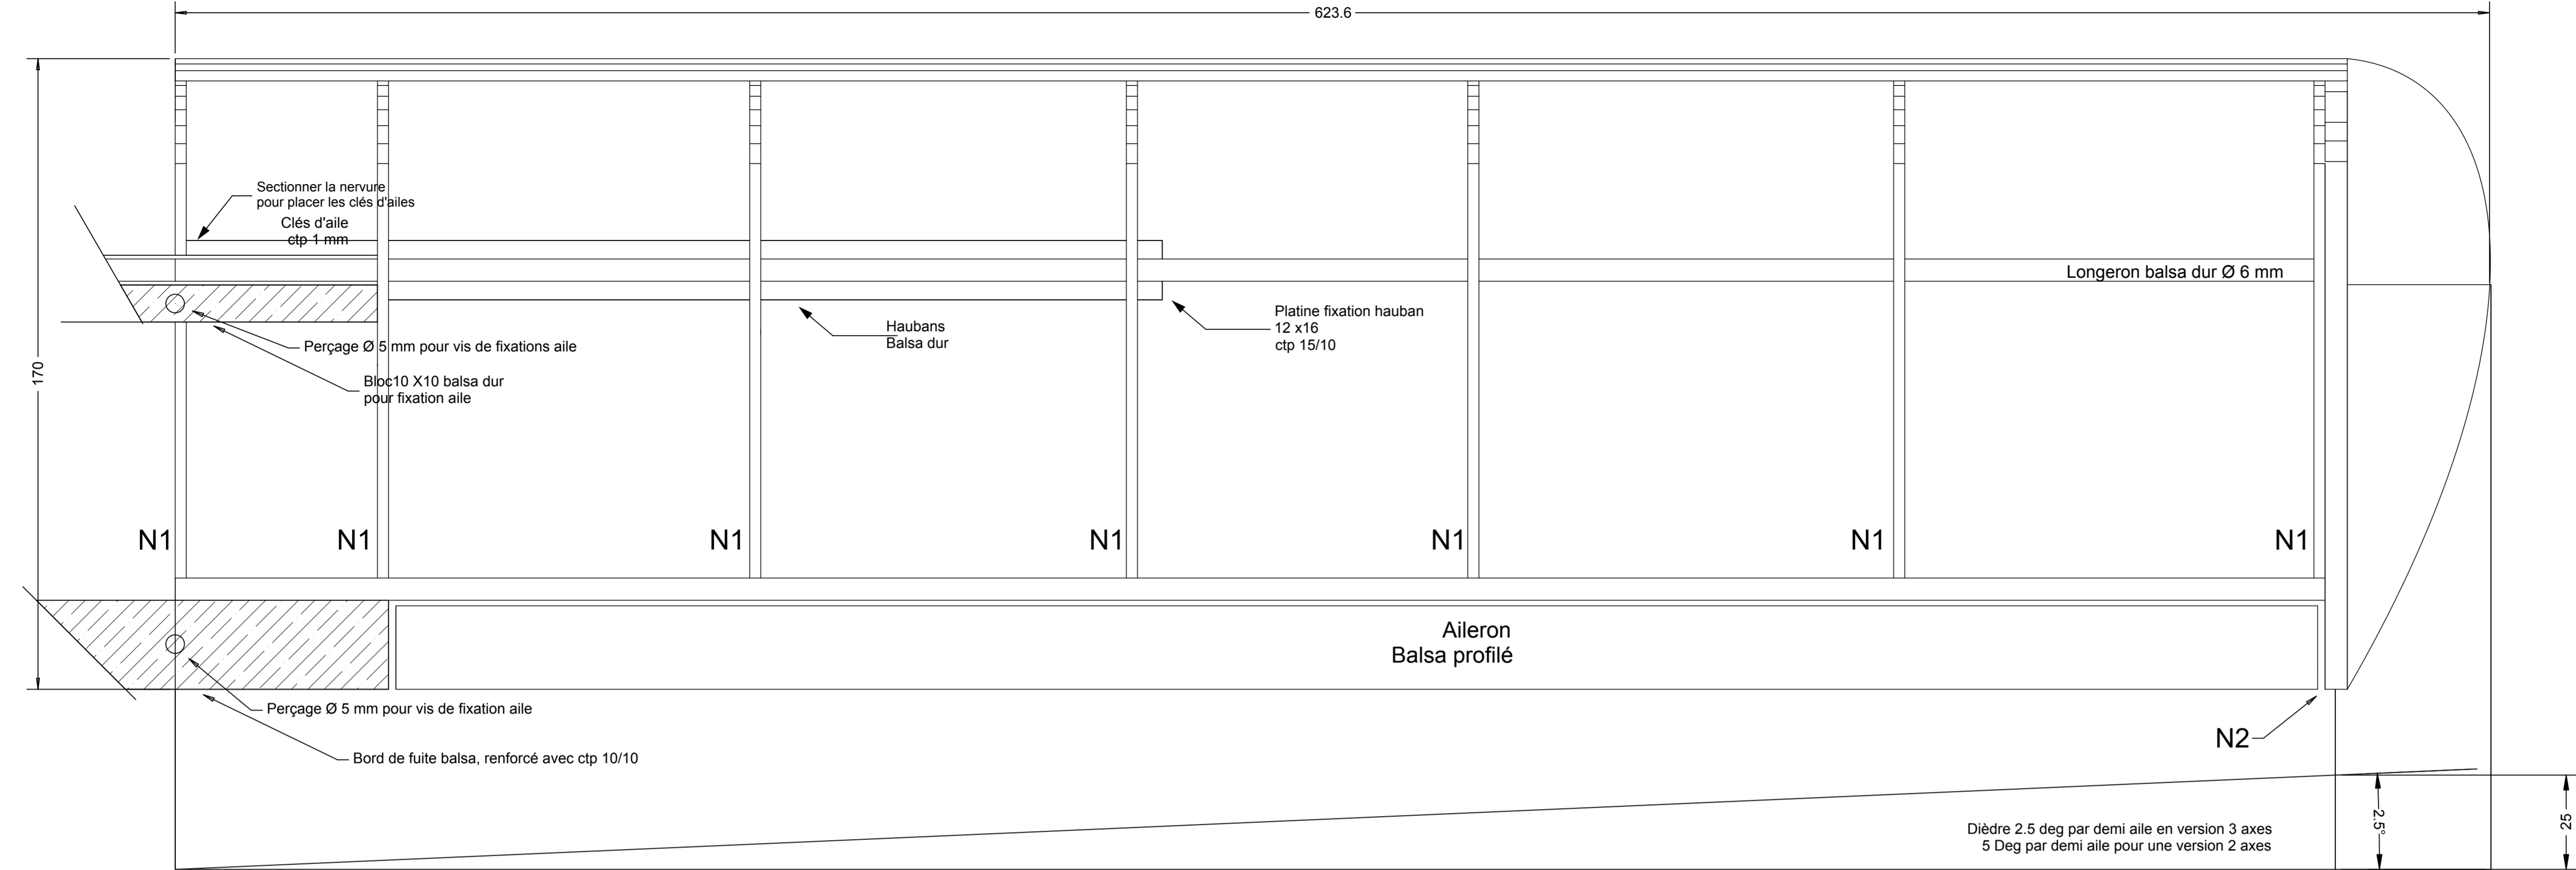 623.6
Sectionner la nervure
pour placer les clés d'ailes
Clés d'aile
ctp 1 mm
Longeron balsa dur Ø 6 mm
Platine fixation hauban
12 x16
ctp 15/10
Haubans
Balsa dur
Perçage Ø 5 mm pour vis de fixations aile
170
Bloc10 X10 balsa dur
pour fixation aile
N1
N1
N1
N1
N1
N1
N1
Aileron
Balsa profilé
Perçage Ø 5 mm pour vis de fixation aile
N2
Bord de fuite balsa, renforcé avec ctp 10/10
2.5°
25
Dièdre 2.5 deg par demi aile en version 3 axes
5 Deg par demi aile pour une version 2 axes